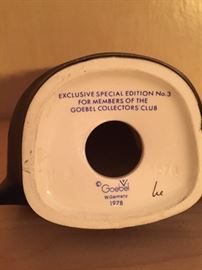 EXCLUSIVE SPECIAL EDITION No.3
FOR MEMBERS OF THE
GOEBEL COLLECTORS' CLUB
© Goebel
W.Germany
1978